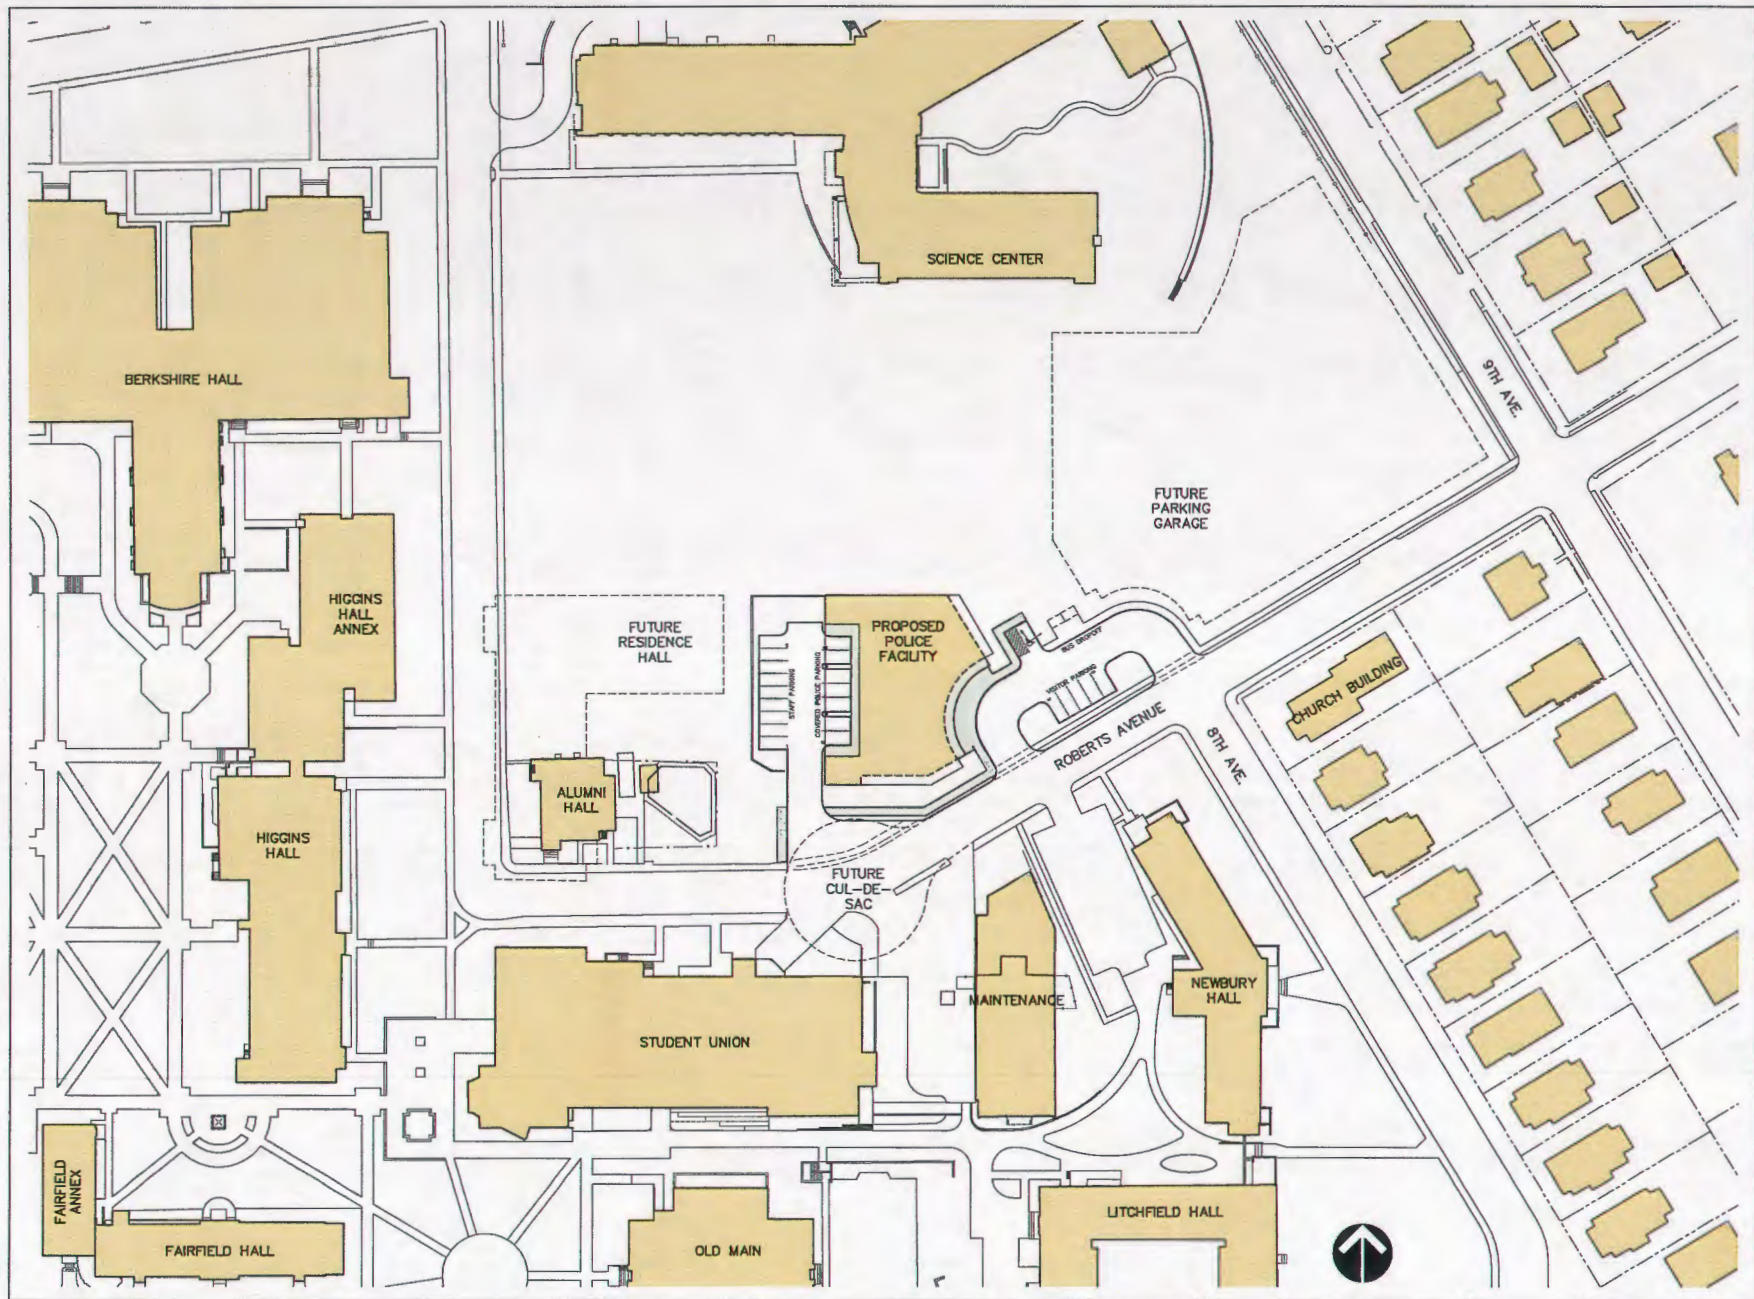 SCIENCE CENTER
BERKSHIRE HALL
9TH AVE.
FUTURE
PARKING
GARAGE
HIGGINS
HALL
ANNEX
FUTURE
RESIDENCE
HALL
PROPOSED
POLICE
FACILITY
BUS DROPOFF
STAFF PARKING
COVERED POLICE PARKING
VISITOR PARKING
CHURCH BUILDING
ROBERTS AVENUE
8TH AVE.
ALUMNI
HALL
HIGGINS
HALL
FUTURE
CUL-DE-
SAC
NEWBURY
HALL
MAINTENANCE
STUDENT UNION
FAIRFIELD
ANNEX
LITCHFIELD HALL
FAIRFIELD HALL
OLD MAIN